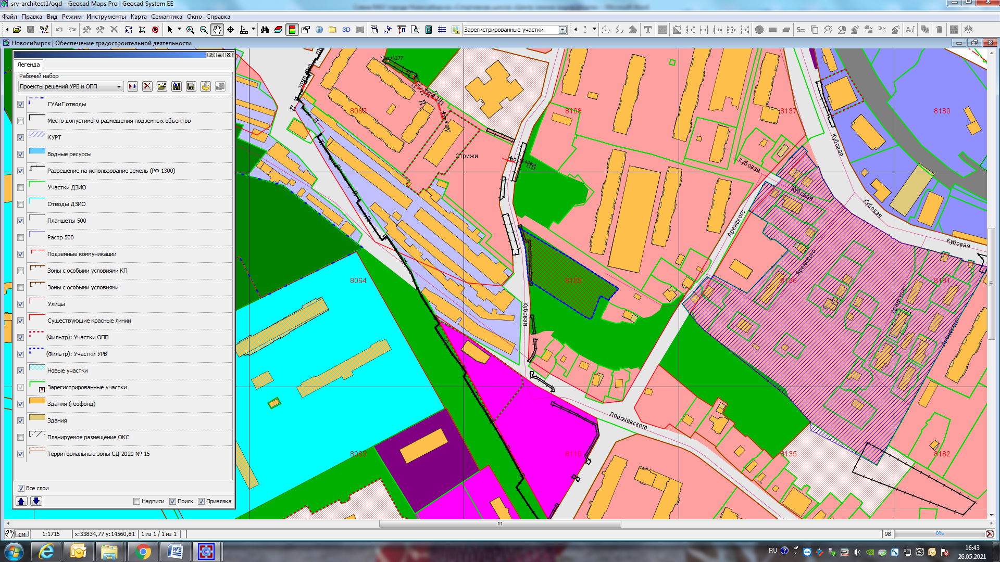 srv-architect1/ogd - Geocad Maps Pro | Geocad System EE
Файл Правка Вид Режим Инструменты Карта Семантика Окно Справка
3D
Зарегистрированные участки
Новосибирск | Обеспечение градостроительной деятельности
Легенда
Рабочий набор
Проекты решений УРВ и ОПП
ГУАиГ отводы
Место допустимого размещения подземных объектов
КУРТ
Водные ресурсы
Разрешение на использование земель (РФ 1300)
Участки ДЗИО
Отводы ДЗИО
Планшеты 500
Растр 500
Подземные коммуникации
Зоны с особыми условиями КП
Зоны с особыми условиями
Улицы
Существующие красные линии
(Фильтр): Участки ОПП
(Фильтр): Участки УРВ
Новые участки
Зарегистрированные участки
Здания (геофонд)
Здания
Планируемое размещение ОКС
Территориальные зоны СД 2020 № 15
Все слои
Надписи Поиск Привязка
8065
8108
8137
8180
Стрижи
Кубовая
Кубовая
Кубовая
Кубовая
Кубовая
Аренского
Аренского
8064
8109
8136
8181
Аренского
Аренского
Кубовая
Лобачевского
8063
8110
8135
8182
см 1:1716 x:33834,77 y:14560,81 1 из 1 / 1 из 1 98 0%
RU 16:43
26.05.2021